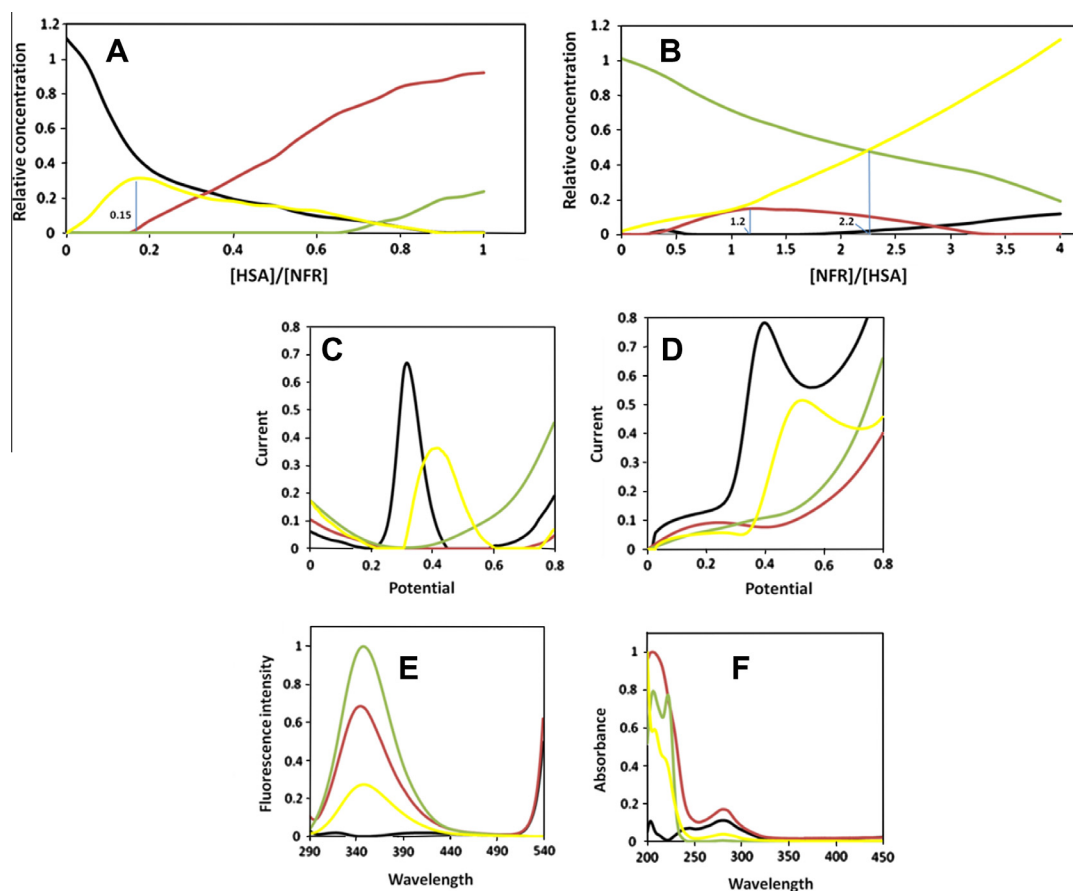 A
Relative concentration
1.2
1
0.8
0.6
0.4
0.2
0
0.15
0 0.2 0.4 0.6 0.8 1
[HSA]/[NFR]
B
Relative concentration
1.2
1
0.8
0.6
0.4
0.2
0
1.2
2.2
0 0.5 1 1.5 2 2.5 3 3.5 4
[NFR]/[HSA]
C
Current
0.8
0.7
0.6
0.5
0.4
0.3
0.2
0.1
0
0 0.2 0.4 0.6 0.8
Potential
D
Current
0.8
0.7
0.6
0.5
0.4
0.3
0.2
0.1
0
0 0.2 0.4 0.6 0.8
Potential
E
Fluorescence intensity
1
0.8
0.6
0.4
0.2
0
290 340 390 440 490 540
Wavelength
F
Absorbance
1
0.8
0.6
0.4
0.2
0
200 250 300 350 400 450
Wavelength